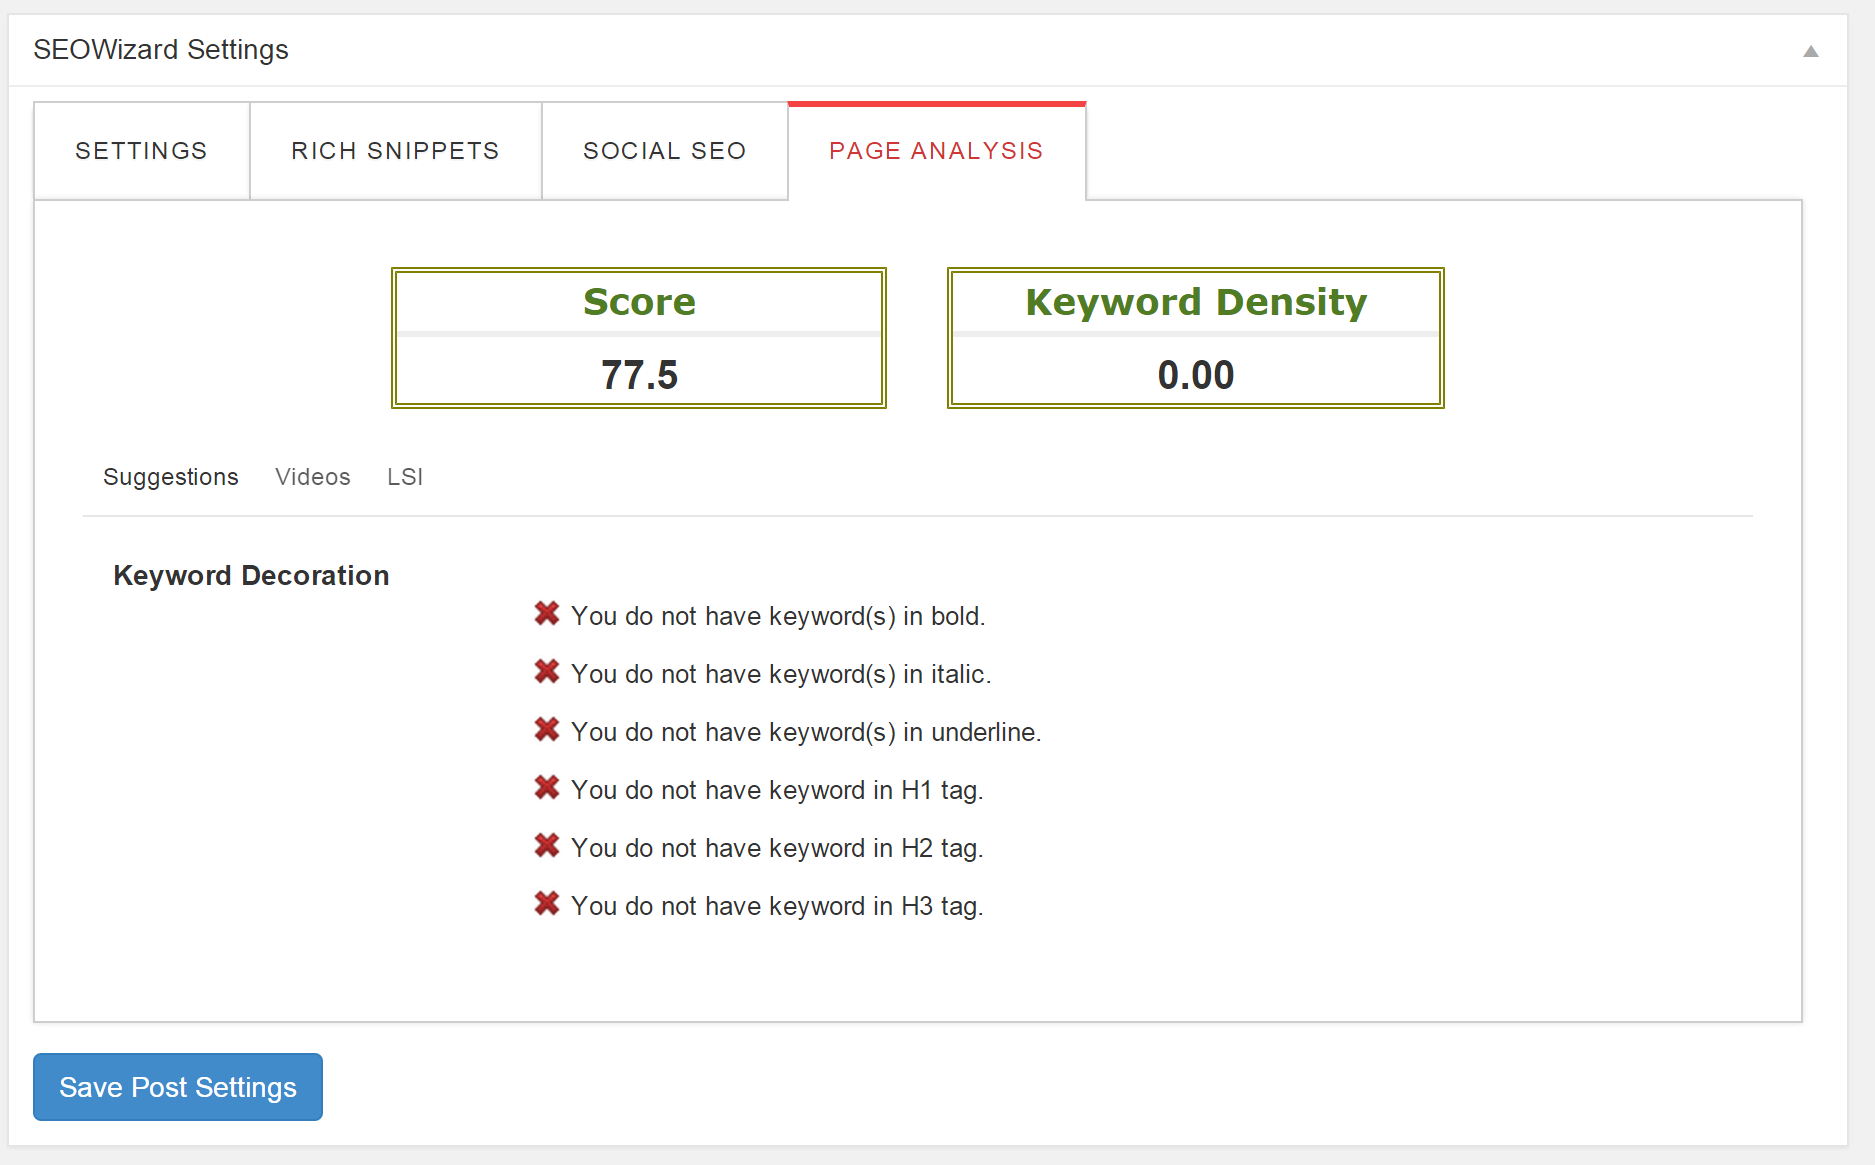 SEOWizard Settings
SETTINGS RICH SNIPPETS SOCIAL SEO PAGE ANALYSIS
Score Keyword Density
77.5 0.00
Suggestions Videos LSI
Keyword Decoration
You do not have keyword(s) in bold.
You do not have keyword(s) in italic.
You do not have keyword(s) in underline.
You do not have keyword in H1 tag.
You do not have keyword in H2 tag.
You do not have keyword in H3 tag.
Save Post Settings